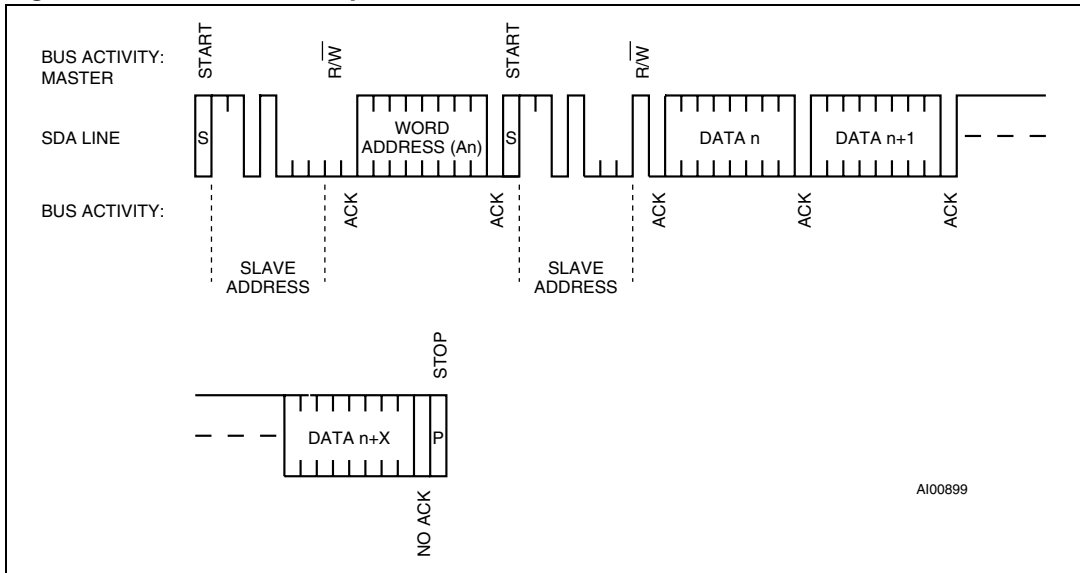 BUS ACTIVITY:
MASTER
START
R/W
START
R/W
SDA LINE
S
WORD
ADDRESS (An)
S
DATA n
DATA n+1
BUS ACTIVITY:
ACK
ACK
ACK
ACK
ACK
SLAVE
ADDRESS
SLAVE
ADDRESS
STOP
DATA n+X
P
NO ACK
AI00899